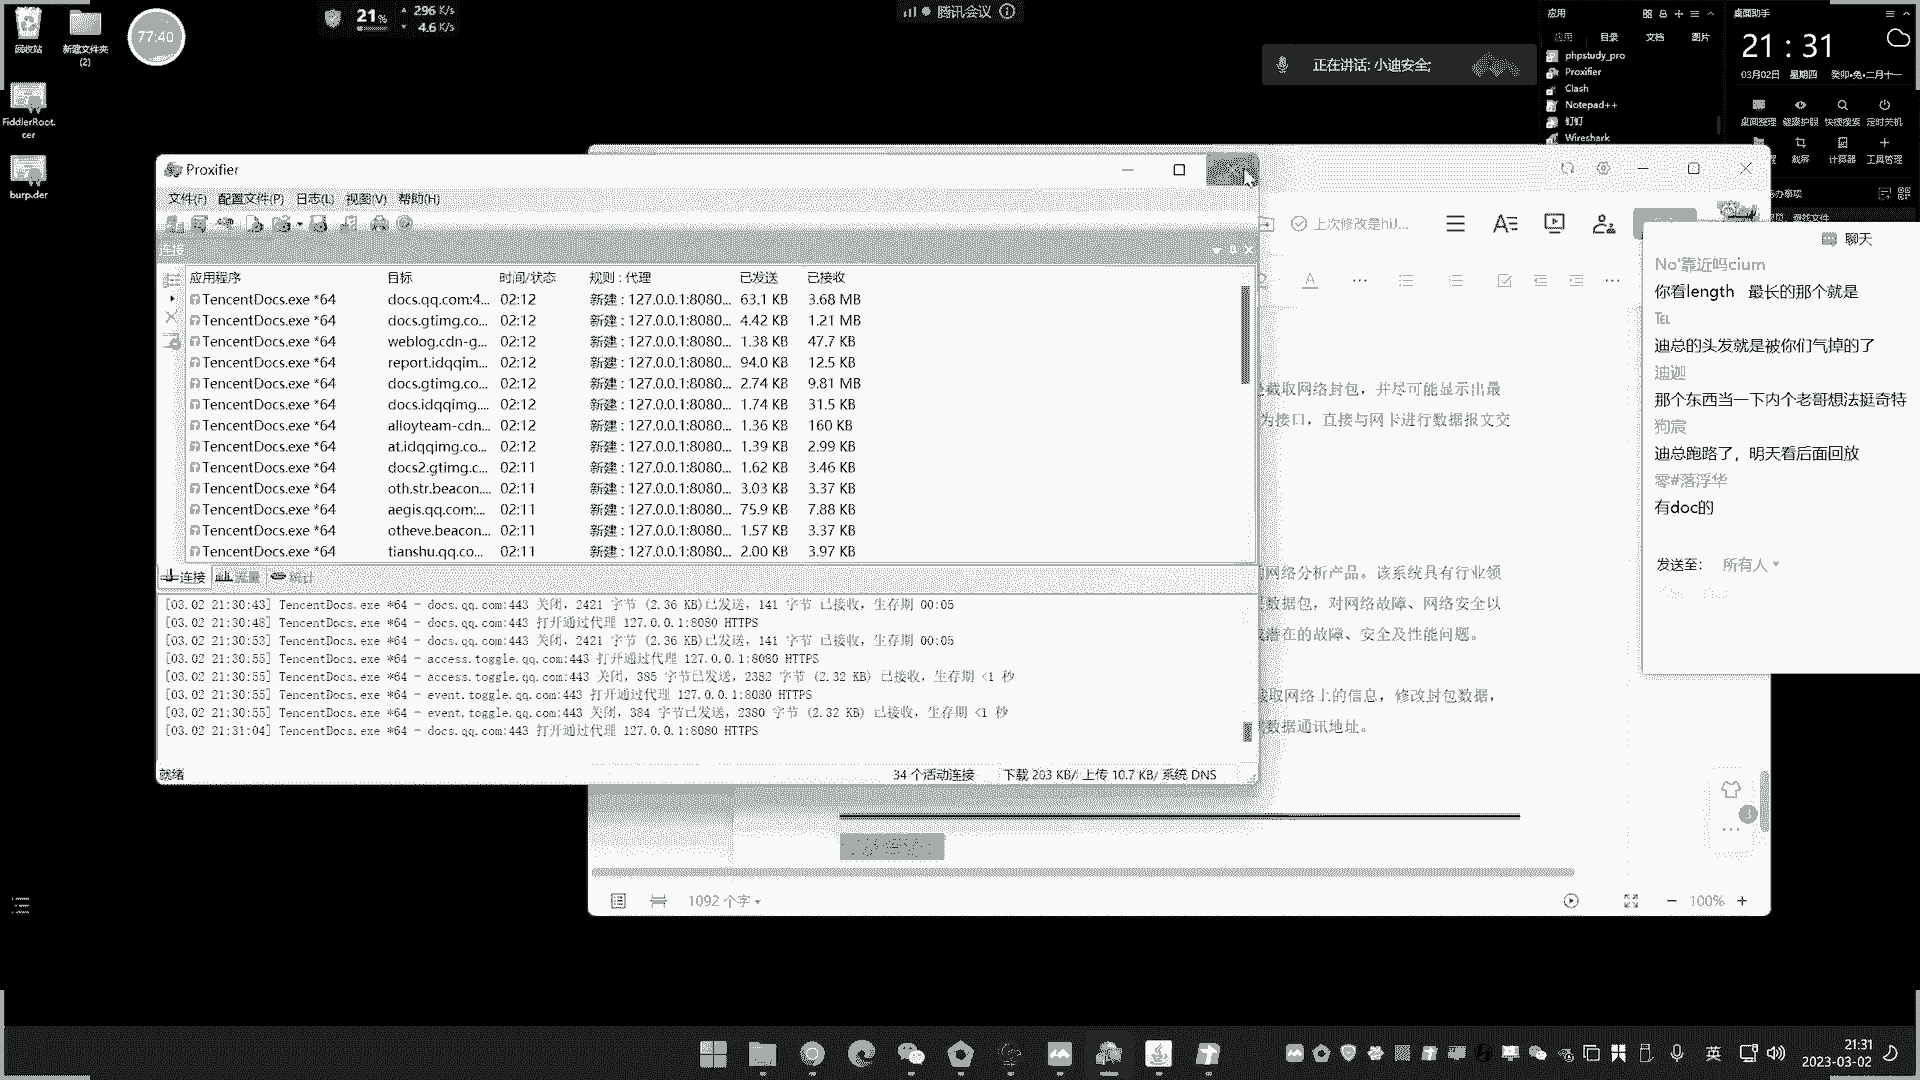 回收站
新建文件夹
(2)
77:40
21%
296 K/s
4.6 K/s
腾讯会议
正在讲话: 小迪安全;
FiddlerRoot.
cer
burp.der
应用
应用 目录 文档 图片
phpstudy_pro
Proxifier
Clash
Notepad++
钉钉
Wireshark
桌面助手
21 : 31
03月02日 星期四 癸卯•兔•二月十一
桌面整理 健康护眼 快捷搜索 定时关机
截屏 计算器 工具管理
Proxifier
文件(F) 配置文件(P) 日志(L) 视图(V) 帮助(H)
连接
应用程序 目标 时间/状态 规则 : 代理 已发送 已接收
TencentDocs.exe *64 docs.qq.com:4... 02:12 新建 : 127.0.0.1:8080... 63.1 KB 3.68 MB
TencentDocs.exe *64 docs.gtimg.co... 02:12 新建 : 127.0.0.1:8080... 4.42 KB 1.21 MB
TencentDocs.exe *64 weblog.cdn-g... 02:12 新建 : 127.0.0.1:8080... 1.38 KB 47.7 KB
TencentDocs.exe *64 report.idqqim... 02:12 新建 : 127.0.0.1:8080... 94.0 KB 12.5 KB
TencentDocs.exe *64 docs.gtimg.co... 02:12 新建 : 127.0.0.1:8080... 2.74 KB 9.81 MB
TencentDocs.exe *64 docs.idqqimg.... 02:12 新建 : 127.0.0.1:8080... 1.74 KB 31.5 KB
TencentDocs.exe *64 alloyteam-cdn... 02:12 新建 : 127.0.0.1:8080... 1.36 KB 160 KB
TencentDocs.exe *64 at.idqqimg.co... 02:12 新建 : 127.0.0.1:8080... 1.39 KB 2.99 KB
TencentDocs.exe *64 docs2.gtimg.c... 02:11 新建 : 127.0.0.1:8080... 1.62 KB 3.46 KB
TencentDocs.exe *64 oth.str.beacon.... 02:11 新建 : 127.0.0.1:8080... 3.03 KB 3.37 KB
TencentDocs.exe *64 aegis.qq.com:... 02:11 新建 : 127.0.0.1:8080... 75.9 KB 7.88 KB
TencentDocs.exe *64 otheve.beacon... 02:11 新建 : 127.0.0.1:8080... 1.57 KB 3.37 KB
TencentDocs.exe *64 tianshu.qq.co... 02:11 新建 : 127.0.0.1:8080... 2.00 KB 3.97 KB
连接 流量 统计
[03.02 21:30:43] TencentDocs.exe *64 - docs.qq.com:443 关闭，2421 字节 (2.36 KB)已发送，141 字节 已接收，生存期 00:05
[03.02 21:30:48] TencentDocs.exe *64 - docs.qq.com:443 打开通过代理 127.0.0.1:8080 HTTPS
[03.02 21:30:53] TencentDocs.exe *64 - docs.qq.com:443 关闭，2421 字节 (2.36 KB)已发送，141 字节 已接收，生存期 00:05
[03.02 21:30:55] TencentDocs.exe *64 - access.toggle.qq.com:443 打开通过代理 127.0.0.1:8080 HTTPS
[03.02 21:30:55] TencentDocs.exe *64 - access.toggle.qq.com:443 关闭，385 字节已发送，2382 字节 (2.32 KB) 已接收，生存期 <1 秒
[03.02 21:30:55] TencentDocs.exe *64 - event.toggle.qq.com:443 打开通过代理 127.0.0.1:8080 HTTPS
[03.02 21:30:55] TencentDocs.exe *64 - event.toggle.qq.com:443 关闭，384 字节已发送，2380 字节 (2.32 KB) 已接收，生存期 <1 秒
[03.02 21:31:04] TencentDocs.exe *64 - docs.qq.com:443 打开通过代理 127.0.0.1:8080 HTTPS
就绪 34 个活动连接 下载 203 KB/ 上传 10.7 KB/ 系统 DNS
上次修改是hiJ...
截取网络封包，并尽可能显示出最
为接口，直接与网卡进行数据报文交
网络分析产品。该系统具有行业领
数据包，对网络故障、网络安全以
潜在的故障、安全及性能问题。
取网络上的信息，修改封包数据，
数据通讯地址。
1092 个字
100%
聊天
No'靠近吗cium
你看length 最长的那个就是
TEL
迪总的头发就是被你们气掉的了
迪迦
那个东西当一下内个老哥想法挺奇特
狗宸
迪总跑路了，明天看后面回放
零#落浮华
有doc的
发送至: 所有人
英
21:31
2023-03-02